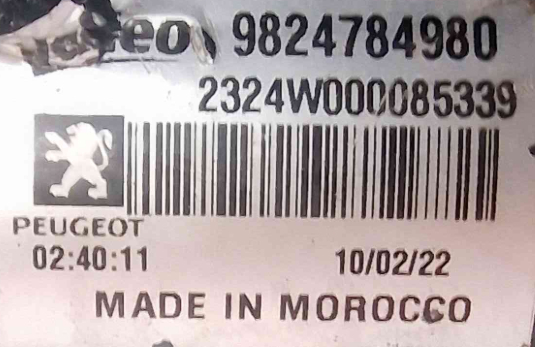 9824784980
2324W000085339
PEUGEOT
02:40:11 10/02/22
MADE IN MOROCCO